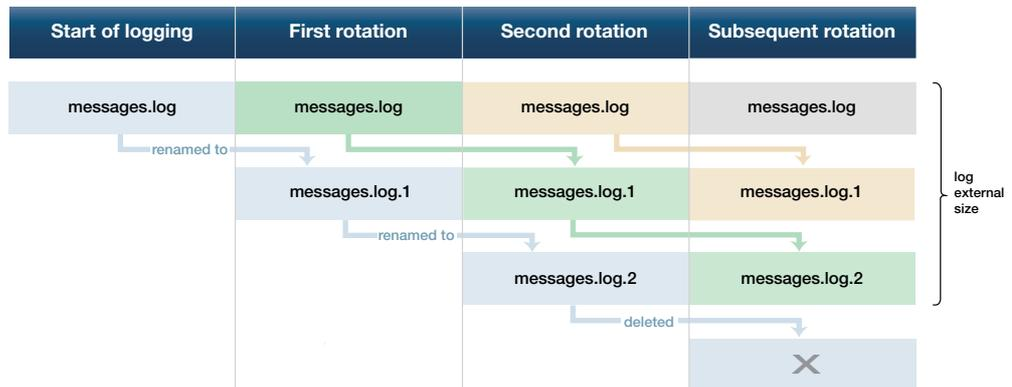 Start of logging First rotation Second rotation Subsequent rotation
messages.log messages.log messages.log messages.log
renamed to
messages.log.1 messages.log.1 messages.log.1
log
external
size
renamed to
messages.log.2 messages.log.2
deleted
X